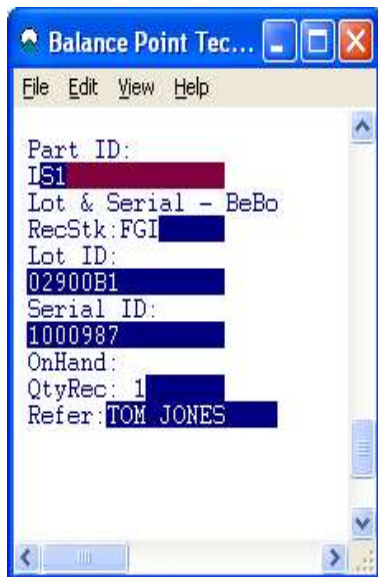 Balance Point Tec...
File Edit View Help
Part ID:
LS1
Lot & Serial - BeBo
RecStk:FGI
Lot ID:
02900B1
Serial ID:
1000987
OnHand:
QtyRec: 1
Refer:TOM JONES